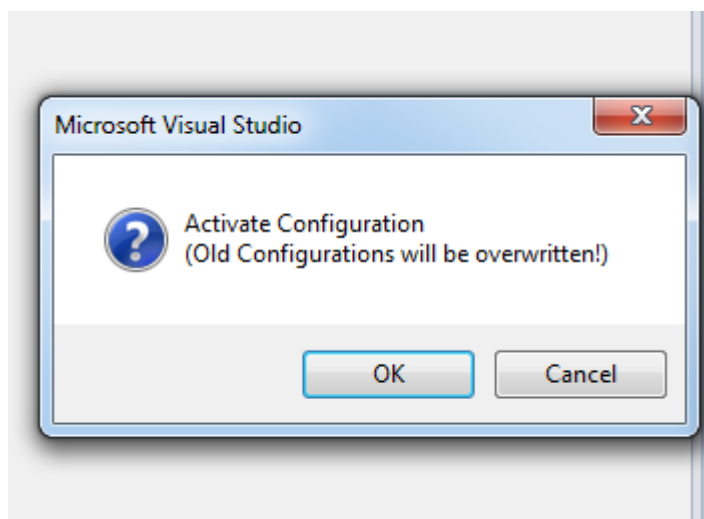 Microsoft Visual Studio
Activate Configuration
(Old Configurations will be overwritten!)
OK
Cancel